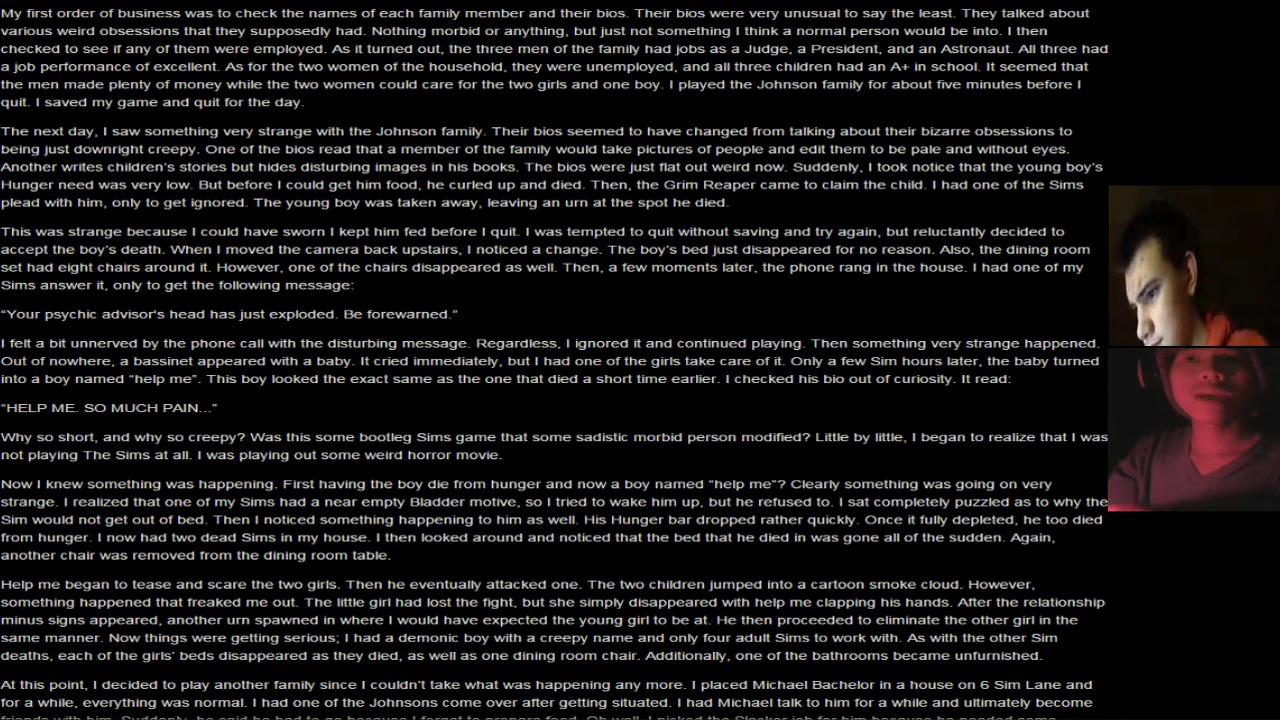 My first order of business was to check the names of each family member and their bios. Their bios were very unusual to say the least. They talked about
various weird obsessions that they supposedly had. Nothing morbid or anything, but just not something I think a normal person would be into. I then
checked to see if any of them were employed. As it turned out, the three men of the family had jobs as a Judge, a President, and an Astronaut. All three had
a job performance of excellent. As for the two women of the household, they were unemployed, and all three children had an A+ in school. It seemed that
the men made plenty of money while the two women could care for the two girls and one boy. I played the Johnson family for about five minutes before I
quit. I saved my game and quit for the day.
The next day, I saw something very strange with the Johnson family. Their bios seemed to have changed from talking about their bizarre obsessions to
being just downright creepy. One of the bios read that a member of the family would take pictures of people and edit them to be pale and without eyes.
Another writes children's stories but hides disturbing images in his books. The bios were just flat out weird now. Suddenly, I took notice that the young boy's
Hunger need was very low. But before I could get him food, he curled up and died. Then, the Grim Reaper came to claim the child. I had one of the Sims
plead with him, only to get ignored. The young boy was taken away, leaving an urn at the spot he died.
This was strange because I could have sworn I kept him fed before I quit. I was tempted to quit without saving and try again, but reluctantly decided to
accept the boy's death. When I moved the camera back upstairs, I noticed a change. The boy's bed just disappeared for no reason. Also, the dining room
set had eight chairs around it. However, one of the chairs disappeared as well. Then, a few moments later, the phone rang in the house. I had one of my
Sims answer it, only to get the following message:
“Your psychic advisor's head has just exploded. Be forewarned.”
I felt a bit unnerved by the phone call with the disturbing message. Regardless, I ignored it and continued playing. Then something very strange happened.
Out of nowhere, a bassinet appeared with a baby. It cried immediately, but I had one of the girls take care of it. Only a few Sim hours later, the baby turned
into a boy named “help me”. This boy looked the exact same as the one that died a short time earlier. I checked his bio out of curiosity. It read:
“HELP ME. SO MUCH PAIN...”
Why so short, and why so creepy? Was this some bootleg Sims game that some sadistic morbid person modified? Little by little, I began to realize that I was
not playing The Sims at all. I was playing out some weird horror movie.
Now I knew something was happening. First having the boy die from hunger and now a boy named “help me”? Clearly something was going on very
strange. I realized that one of my Sims had a near empty Bladder motive, so I tried to wake him up, but he refused to. I sat completely puzzled as to why the
Sim would not get out of bed. Then I noticed something happening to him as well. His Hunger bar dropped rather quickly. Once it fully depleted, he too died
from hunger. I now had two dead Sims in my house. I then looked around and noticed that the bed that he died in was gone all of the sudden. Again,
another chair was removed from the dining room table.
Help me began to tease and scare the two girls. Then he eventually attacked one. The two children jumped into a cartoon smoke cloud. However,
something happened that freaked me out. The little girl had lost the fight, but she simply disappeared with help me clapping his hands. After the relationship
minus signs appeared, another urn spawned in where I would have expected the young girl to be at. He then proceeded to eliminate the other girl in the
same manner. Now things were getting serious; I had a demonic boy with a creepy name and only four adult Sims to work with. As with the other Sim
deaths, each of the girls' beds disappeared as they died, as well as one dining room chair. Additionally, one of the bathrooms became unfurnished.
At this point, I decided to play another family since I couldn't take what was happening any more. I placed Michael Bachelor in a house on 6 Sim Lane and
for a while, everything was normal. I had one of the Johnsons come over after getting situated. I had Michael talk to him for a while and ultimately become
friends with him. Suddenly, he said he had to go because I forgot to prepare food. Oh well. I picked the Slacker job for him because he needed some